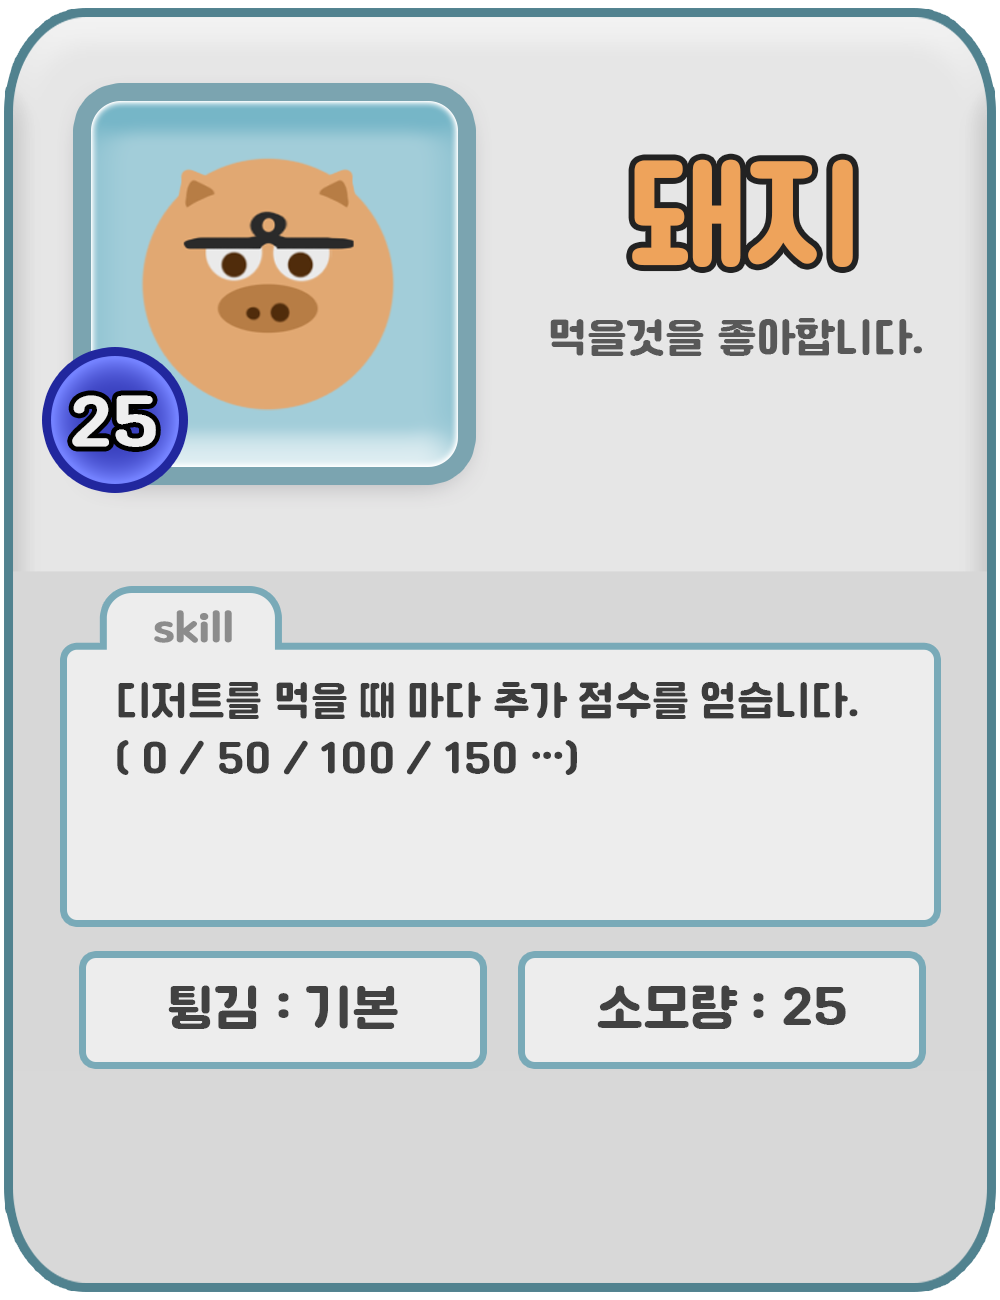 돼지
먹을것을 좋아합니다.
25
skill
디저트를 먹을 때 마다 추가 점수를 얻습니다.
( 0 / 50 / 100 / 150 ···)
튕김 : 기본
소모량 : 25